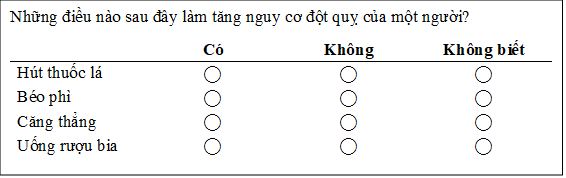 Những điều nào sau đây làm tăng nguy cơ đột quỵ của một người?
Có Không Không biết
Hút thuốc lá
Béo phì
Căng thẳng
Uống rượu bia